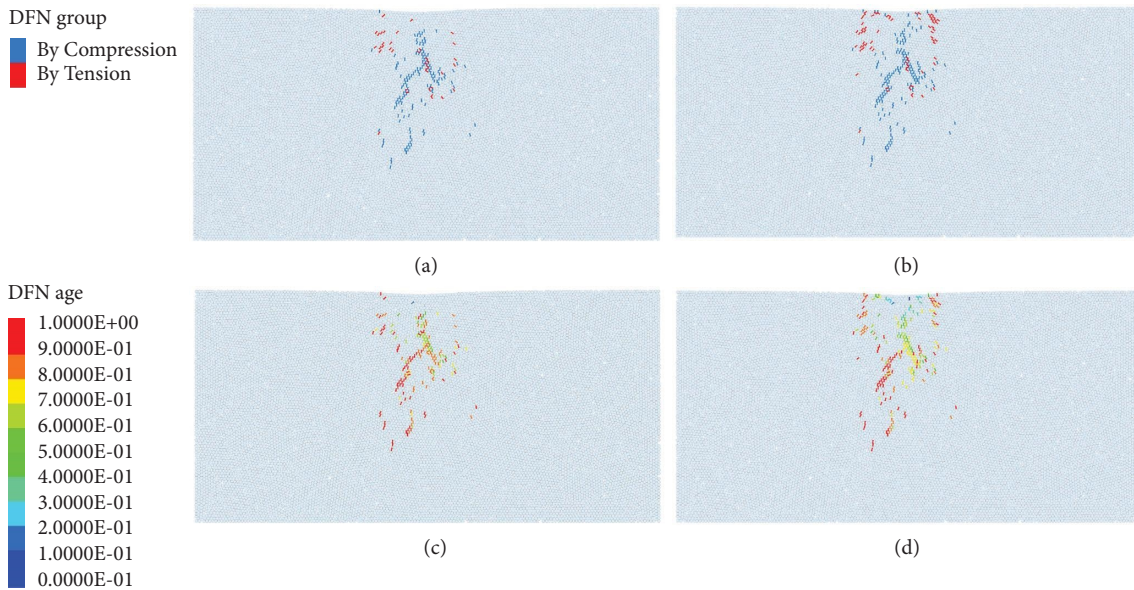 DFN group
By Compression
By Tension
(a)
(b)
DFN age
1.0000E+00
9.0000E-01
8.0000E-01
7.0000E-01
6.0000E-01
5.0000E-01
4.0000E-01
3.0000E-01
2.0000E-01
1.0000E-01
0.0000E-01
(c)
(d)